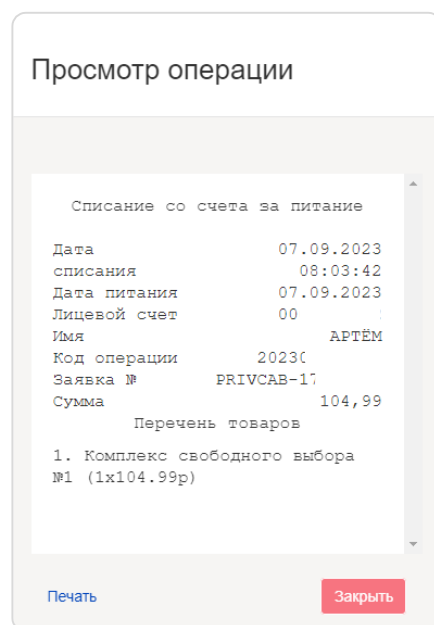 Просмотр операции
Списание со счета за питание
Дата 07.09.2023
списания 08:03:42
Дата питания 07.09.2023
Лицевой счет 00
Имя АРТЁМ
Код операции 20230
Заявка № PRIVCAB-17
Сумма 104,99
Перечень товаров
1. Комплекс свободного выбора
№1 (1x104.99р)
Печать
Закрыть